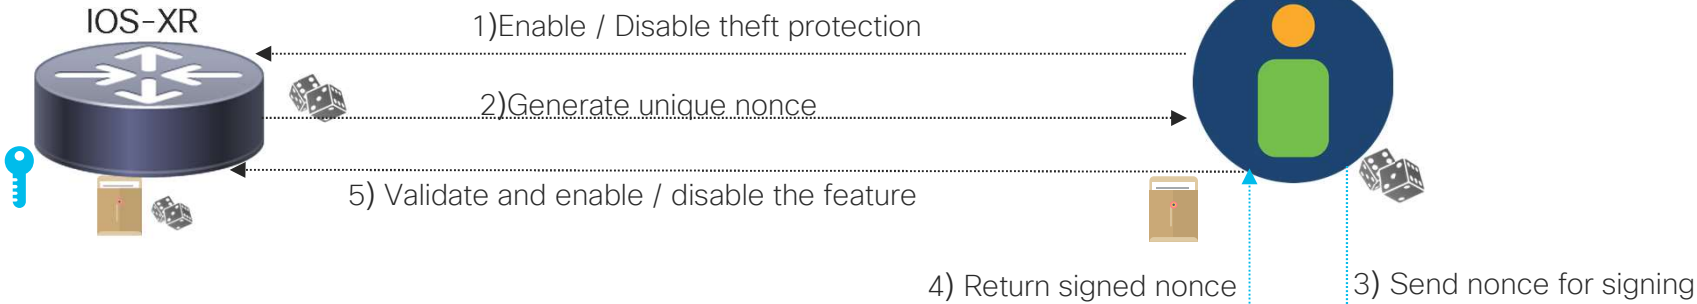 IOS-XR
1)Enable / Disable theft protection
2)Generate unique nonce
5) Validate and enable / disable the feature
4) Return signed nonce
3) Send nonce for signing